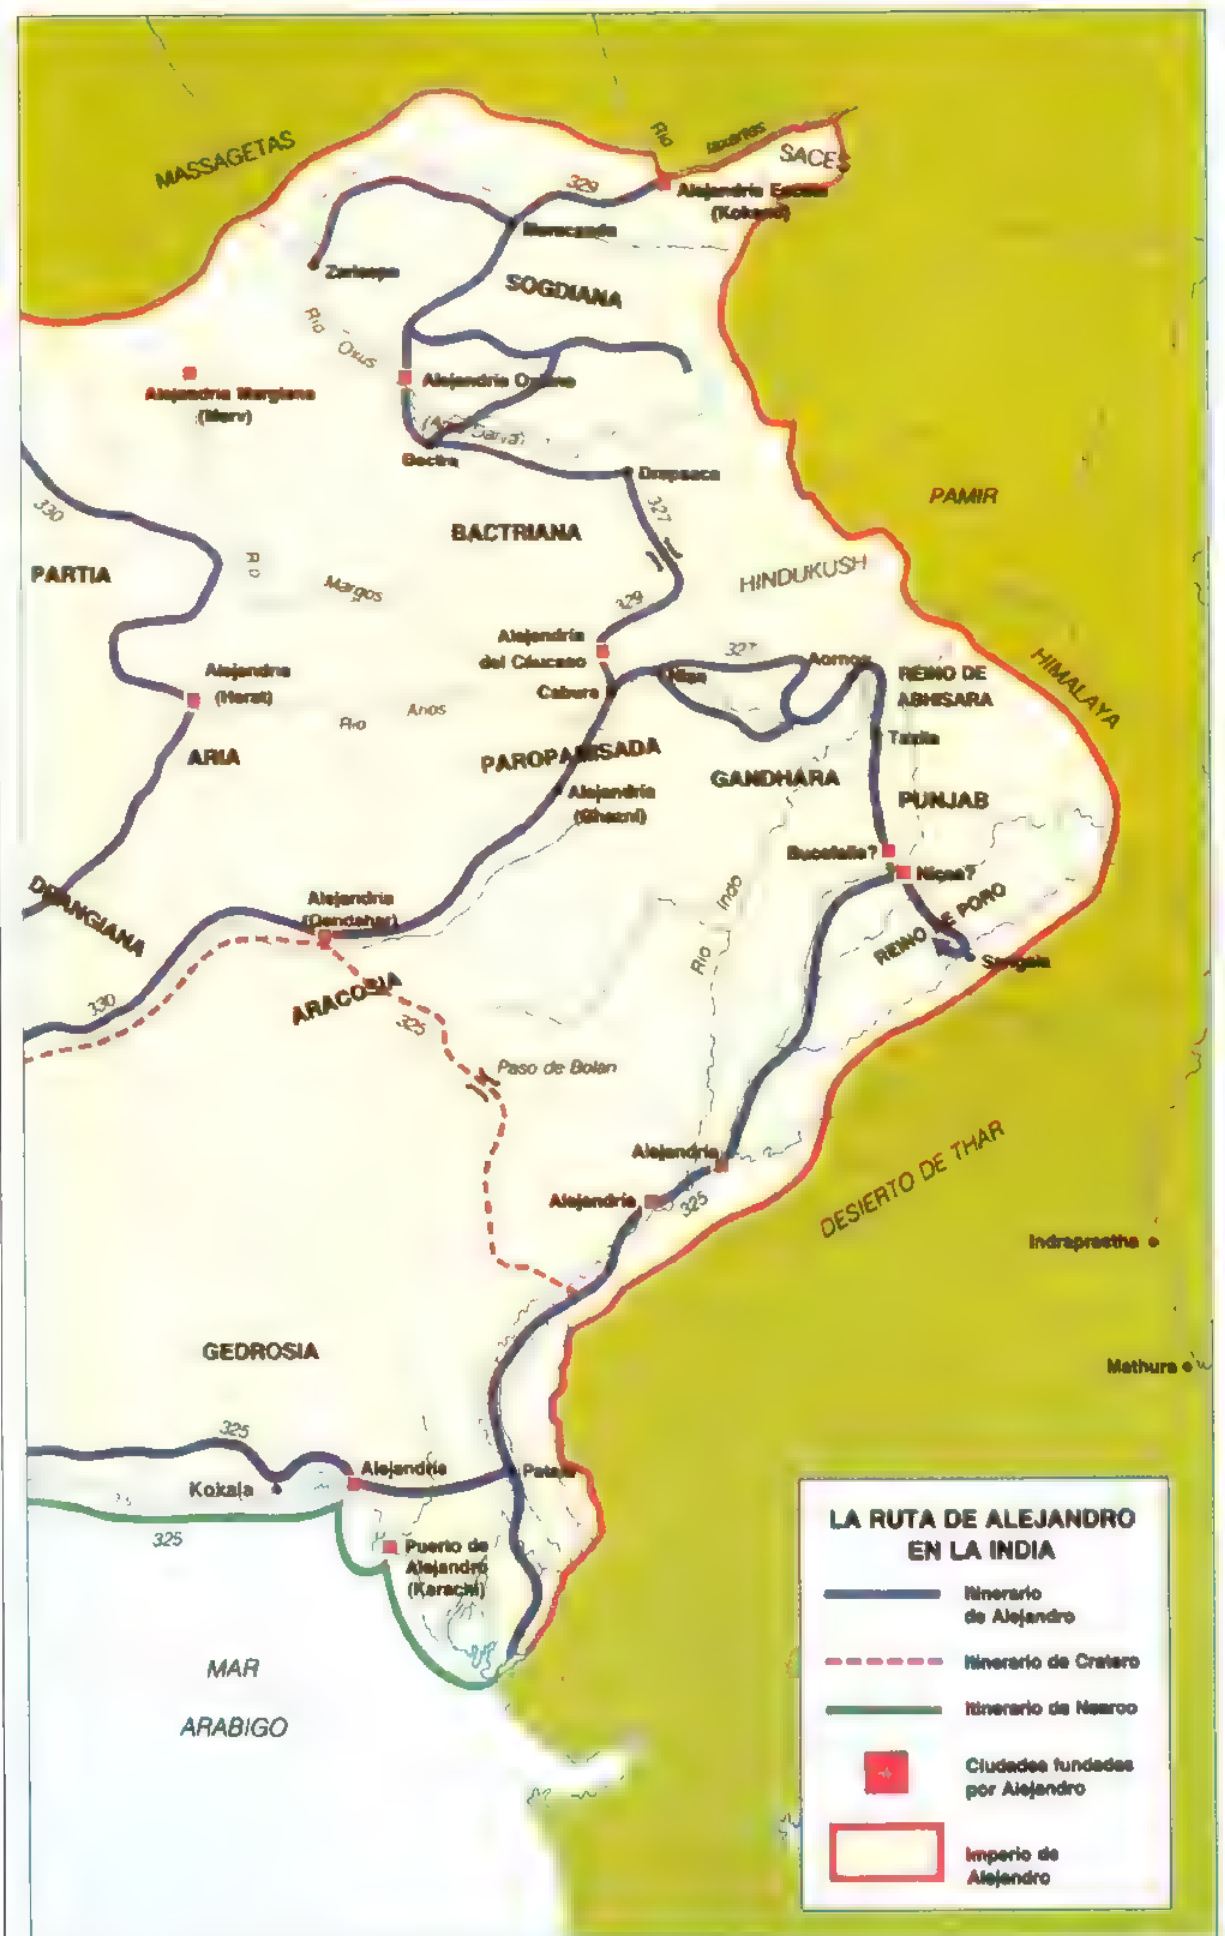 MASSAGETAS
Río
Iaxartes
SACE
329
Alejandría
(Kokand)
Maracanda
Zariaspa
SOGDIANA
Río Oxus
Alejandría Margiana
(Merv)
Alejandría
Bactra
Drapsaca
330
327
PAMIR
BACTRIANA
PARTIA
Margos
HINDUKUSH
329
Alejandría
del Cáucaso
327
Aornos
REINO DE
ABHISARA
HIMALAYA
Alejandría
(Herat)
Cabura
Nisa
Río
Arios
Taxila
ARIA
PAROPAMISADA
GANDHARA
PUNJAB
Alejandría
(Ghazni)
Bucefalia?
Nicea?
DRANGIANA
Alejandría
(Dandahar)
Río Indo
REINO DE PORO
Sangala
330
ARACOSIA
325
Paso de Bolan
Alejandría
Alejandría
325
DESIERTO DE THAR
Indraprastha
GEDROSIA
Mathura
325
Alejandría
Kokala
Patala
325
Puerto de
Alejandro
(Karachi)
MAR
ARABIGO
LA RUTA DE ALEJANDRO
EN LA INDIA
Itinerario
de Alejandro
Itinerario de Cratero
Itinerario de Nearco
Ciudades fundadas
por Alejandro
Imperio de
Alejandro